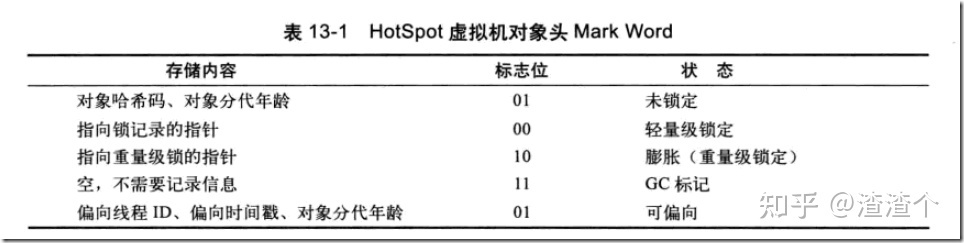 表 13-1 HotSpot 虚拟机对象头 Mark Word
存储内容 标志位 状 态
对象哈希码、对象分代年龄 01 未锁定
指向锁记录的指针 00 轻量级锁定
指向重量级锁的指针 10 膨胀（重量级锁定）
空，不需要记录信息 11 GC 标记
偏向线程 ID、偏向时间戳、对象分代年龄 01 可偏向
知乎 @渣渣个